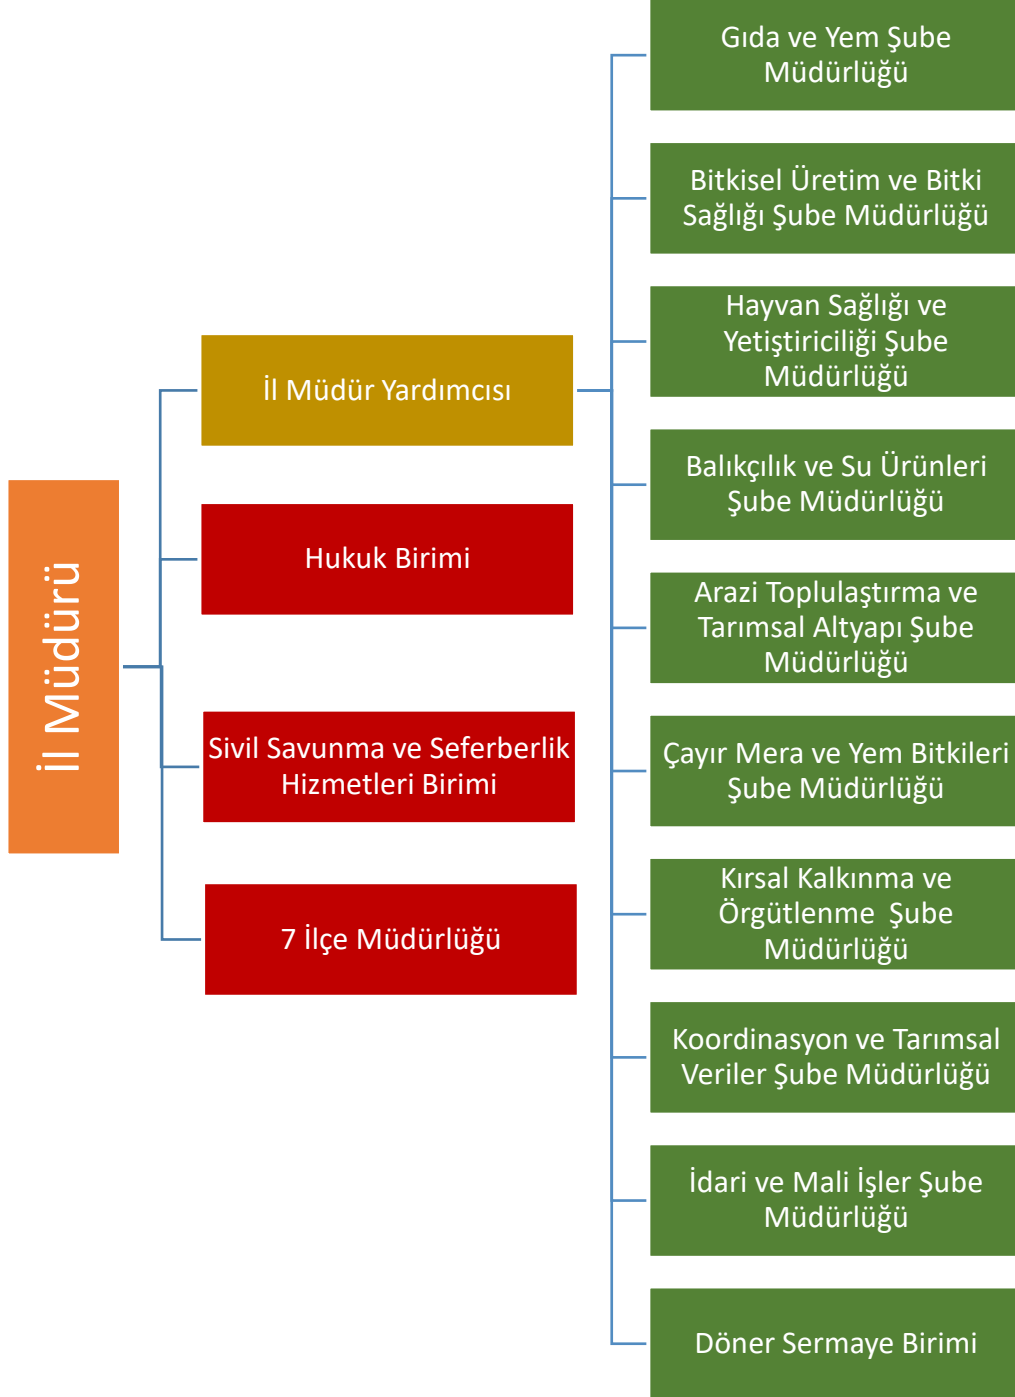 İl Müdürü
İl Müdür Yardımcısı
Hukuk Birimi
Sivil Savunma ve Seferberlik
Hizmetleri Birimi
7 İlçe Müdürlüğü
Gıda ve Yem Şube
Müdürlüğü
Bitkisel Üretim ve Bitki
Sağlığı Şube Müdürlüğü
Hayvan Sağlığı ve
Yetiştiriciliği Şube
Müdürlüğü
Balıkçılık ve Su Ürünleri
Şube Müdürlüğü
Arazi Toplulaştırma ve
Tarımsal Altyapı Şube
Müdürlüğü
Çayır Mera ve Yem Bitkileri
Şube Müdürlüğü
Kırsal Kalkınma ve
Örgütlenme  Şube
Müdürlüğü
Koordinasyon ve Tarımsal
Veriler Şube Müdürlüğü
İdari ve Mali İşler Şube
Müdürlüğü
Döner Sermaye Birimi